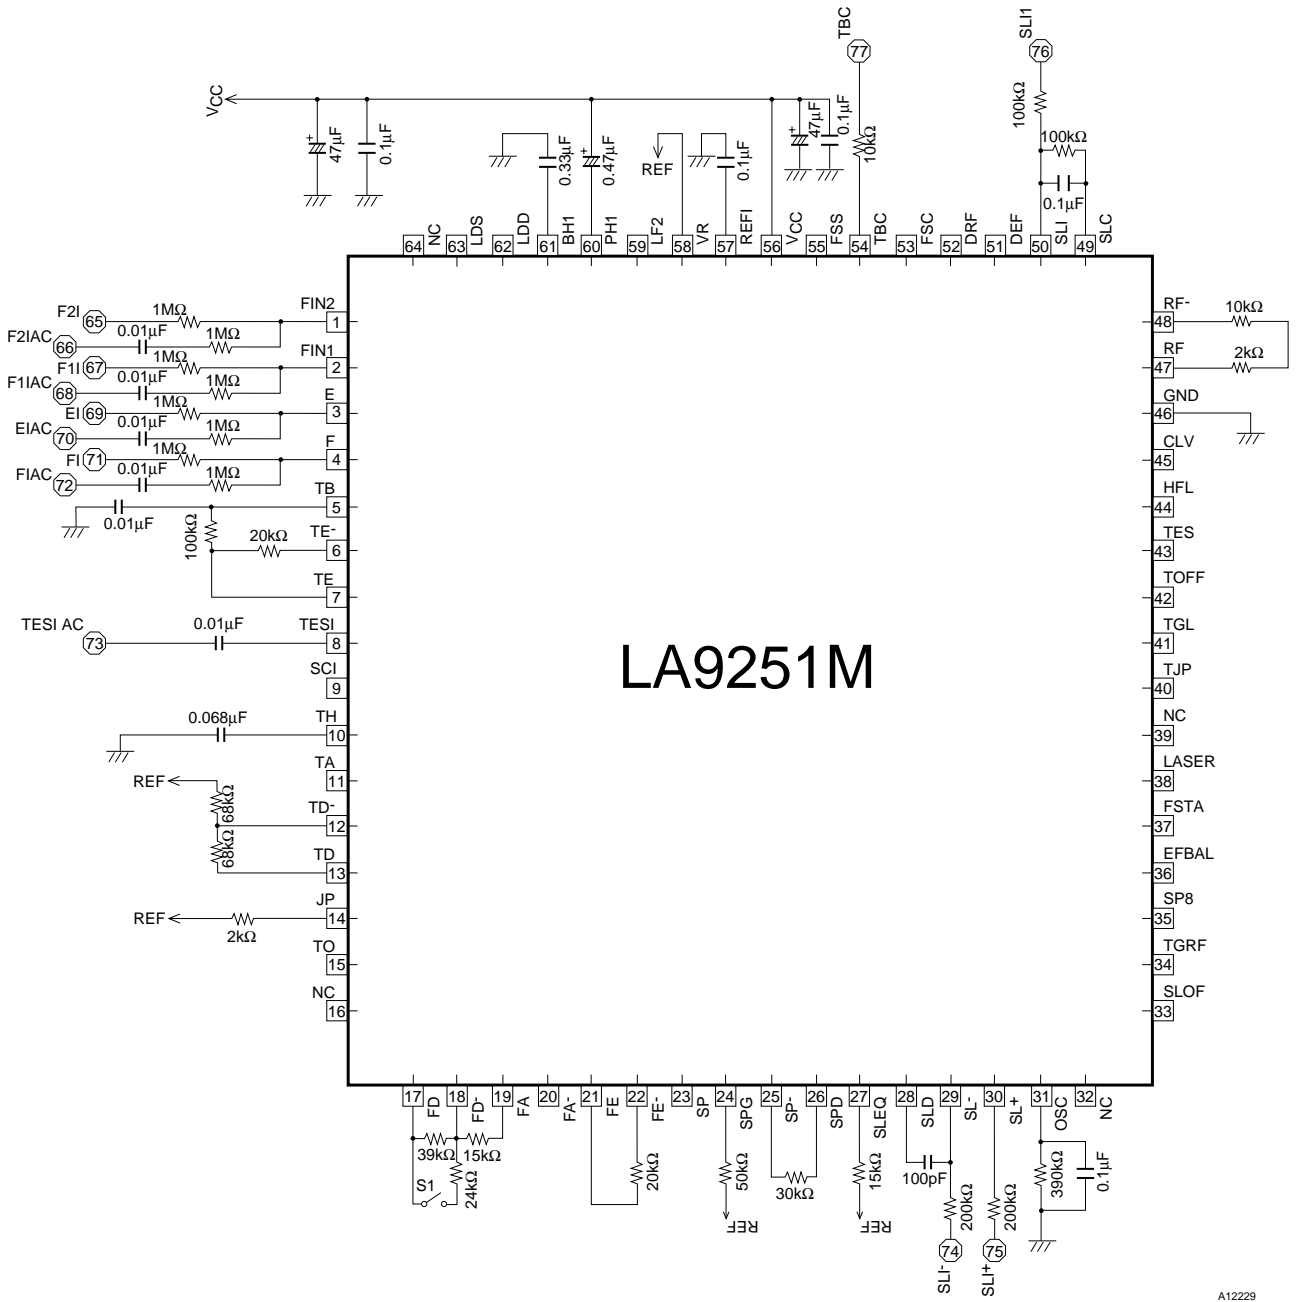 TBC
77
SLI1
76
VCC
47µF
0.1µF
0.33µF
0.47µF
REF
0.1µF
47µF
0.1µF
10kΩ
100kΩ
100kΩ
0.1µF
64 NC
63 LDS
62 LDD
61 BH1
60 PH1
59 LF2
58 VR
57 REFI
56 VCC
55 FSS
54 TBC
53 FSC
52 DRF
51 DEF
50 SLI
49 SLC
F2I 65 1MΩ FIN2 1
F2IAC 66 0.01µF 1MΩ
F1I 67 1MΩ FIN1 2
F1IAC 68 0.01µF 1MΩ
EI 69 1MΩ E 3
EIAC 70 0.01µF 1MΩ
FI 71 1MΩ F 4
FIAC 72 0.01µF 1MΩ
0.01µF TB 5
100kΩ 20kΩ TE- 6
TE 7
TESI AC 73 0.01µF TESI 8
SCI 9
0.068µF TH 10
TA 11
REF 68kΩ
TD- 12
68kΩ
TD 13
REF 2kΩ JP 14
TO 15
NC 16
LA9251M
RF- 48 10kΩ
RF 47 2kΩ
GND 46
CLV 45
HFL 44
TES 43
TOFF 42
TGL 41
TJP 40
NC 39
LASER 38
FSTA 37
EFBAL 36
SP8 35
TGRF 34
SLOF 33
17 FD
18 FD-
19 FA
20 FA-
21 FE
22 FE-
23 SP
24 SPG
25 SP-
26 SPD
27 SLEQ
28 SLD
29 SL-
30 SL+
31 OSC
32 NC
39kΩ
15kΩ
S1
24kΩ
20kΩ
50kΩ
REF
30kΩ
15kΩ
REF
100pF
200kΩ
200kΩ
390kΩ
0.1µF
74
SLI-
75
SLI+
A12229